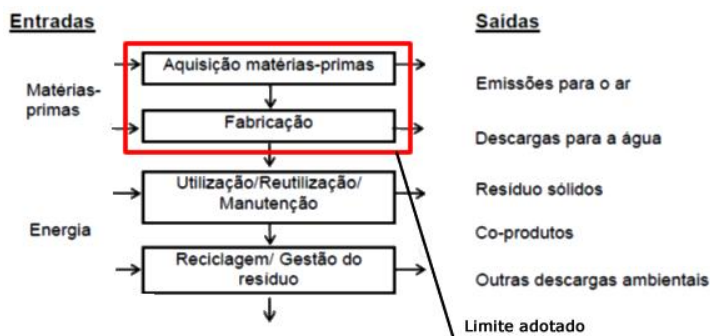 Entradas
Saídas
Aquisição matérias-primas
Matérias-
primas
Emissões para o ar
Fabricação
Descargas para a água
Utilização/Reutilização/
Manutenção
Resíduo sólidos
Energia
Co-produtos
Reciclagem/ Gestão do
resíduo
Outras descargas ambientais
Limite adotado